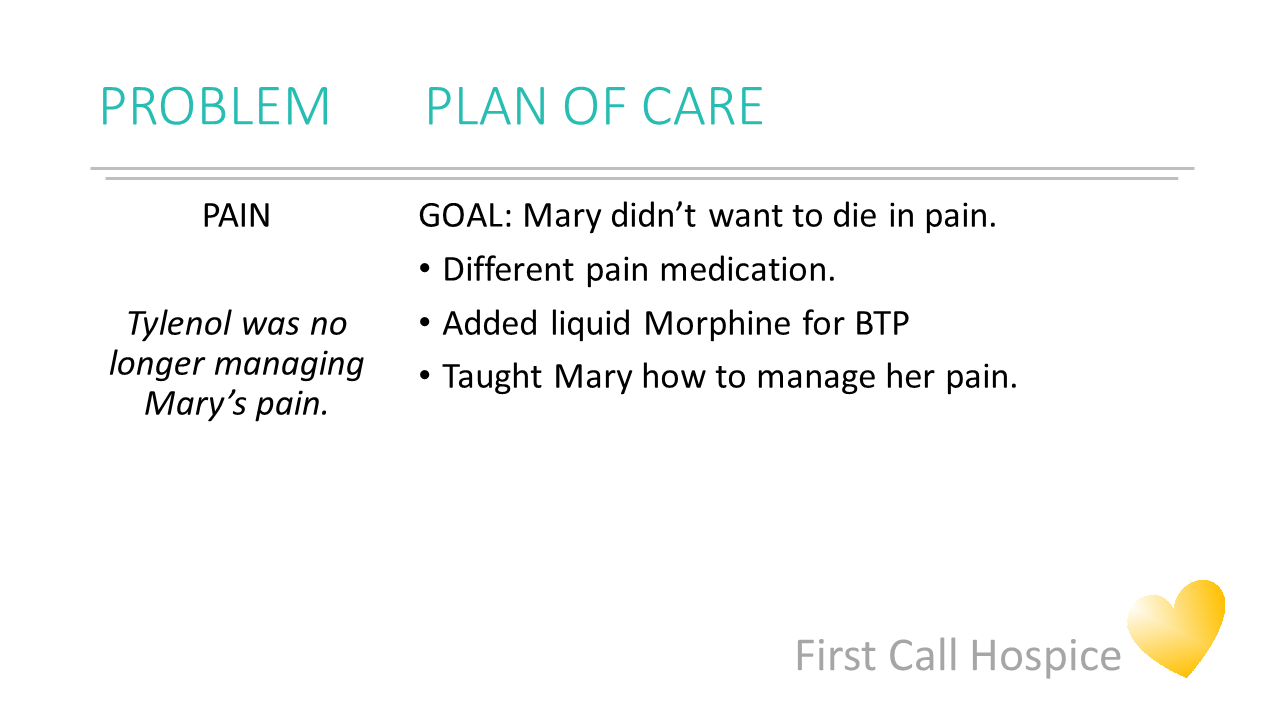 PROBLEM PLAN OF CARE
PAIN
Tylenol was no
longer managing
Mary’s pain.
GOAL: Mary didn’t want to die in pain.
• Different pain medication.
• Added liquid Morphine for BTP
• Taught Mary how to manage her pain.
First Call Hospice